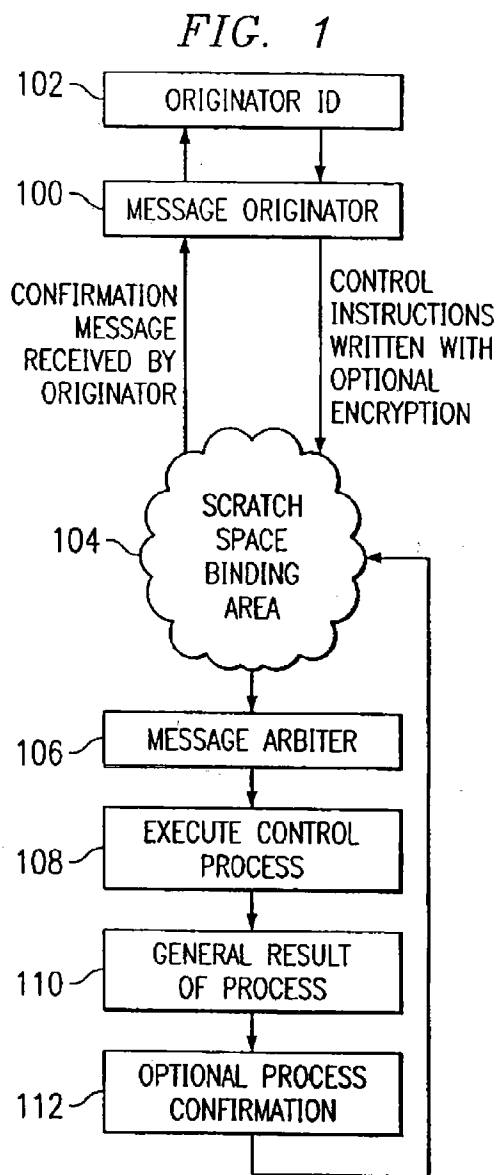 FIG. 1
102
ORIGINATOR ID
100
MESSAGE ORIGINATOR
CONFIRMATION
MESSAGE
RECEIVED BY
ORIGINATOR
CONTROL
INSTRUCTIONS
WRITTEN WITH
OPTIONAL
ENCRYPTION
104
SCRATCH
SPACE
BINDING
AREA
106
MESSAGE ARBITER
108
EXECUTE CONTROL
PROCESS
110
GENERAL RESULT
OF PROCESS
112
OPTIONAL PROCESS
CONFIRMATION